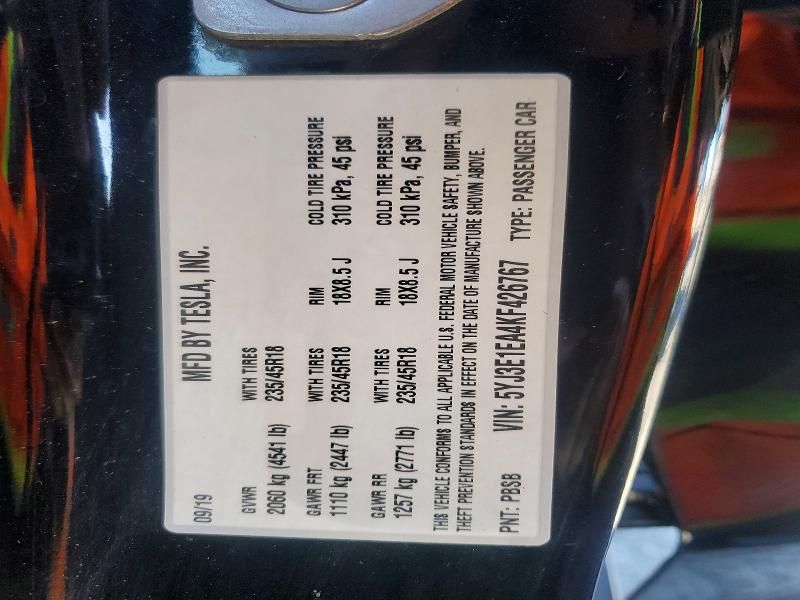 MFD BY TESLA, INC.
09/19
GVWR WITH TIRES
2060 kg (4541 lb) 235/45R18
GAWR FRT WITH TIRES RIM COLD TIRE PRESSURE
1110 kg (2447 lb) 235/45R18 18X8.5 J 310 kPa, 45 psi
GAWR RR WITH TIRES RIM COLD TIRE PRESSURE
1257 kg (2771 lb) 235/45R18 18X8.5 J 310 kPa, 45 psi
THIS VEHICLE CONFORMS TO ALL APPLICABLE U.S. FEDERAL MOTOR VEHICLE SAFETY, BUMPER, AND
THEFT PREVENTION STANDARDS IN EFFECT ON THE DATE OF MANUFACTURE SHOWN ABOVE.
PNT: PBSB VIN: 5YJ3E1EA4KF426767 TYPE: PASSENGER CAR